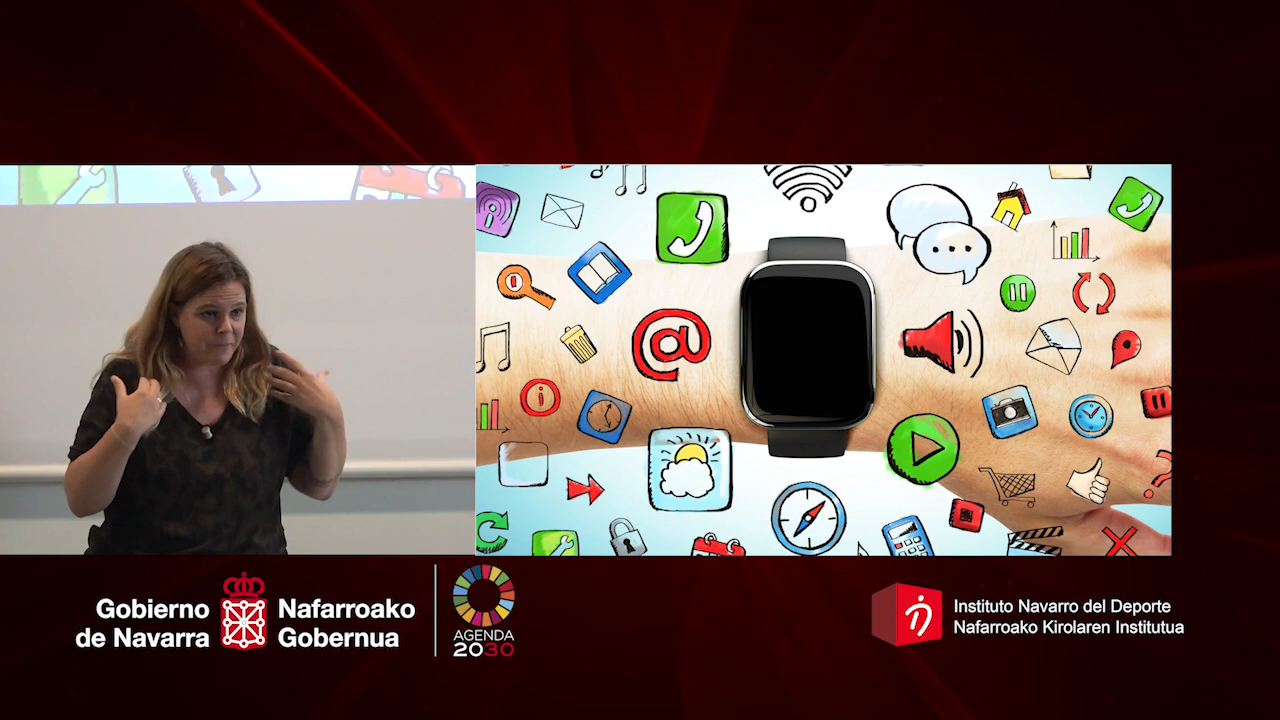 @
Gobierno
de Navarra
Nafarroako
Gobernua
AGENDA
2030
Instituto Navarro del Deporte
Nafarroako Kirolaren Institutua